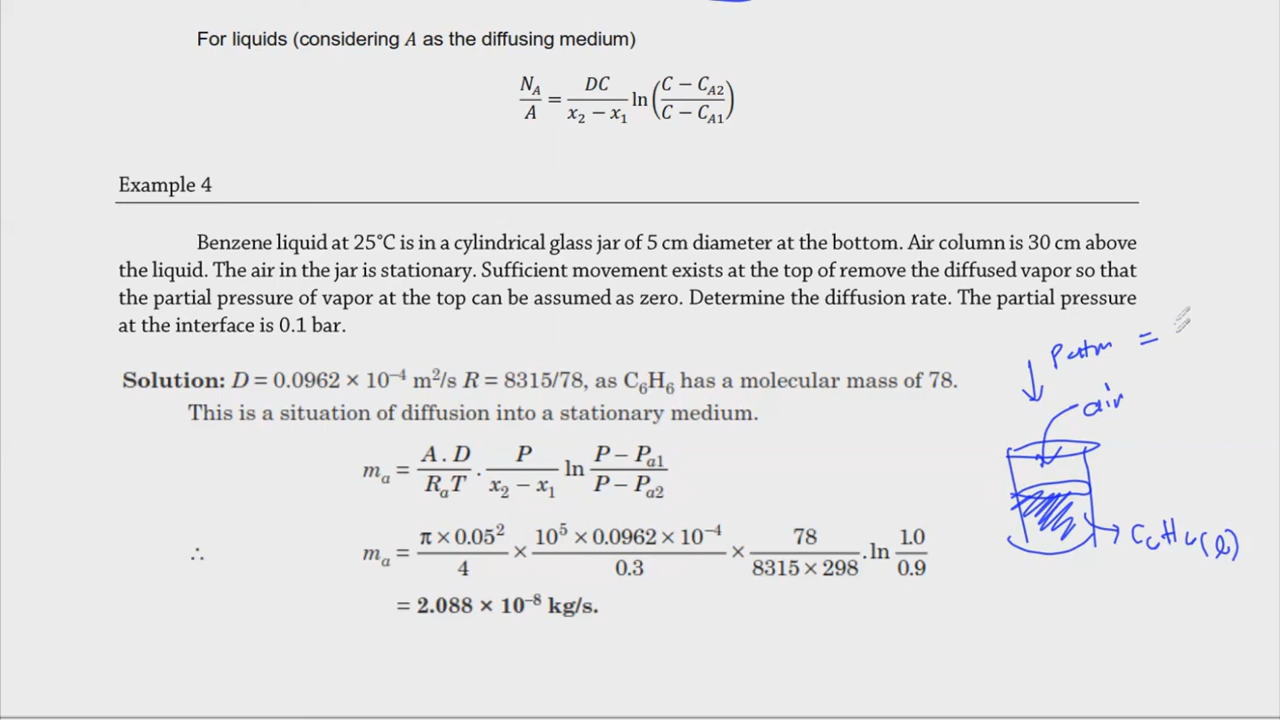 For liquids (considering A as the diffusing medium)
N_A/A = DC/(x₂ − x₁) ln((C − C_A2)/(C − C_A1))
Example 4
Benzene liquid at 25°C is in a cylindrical glass jar of 5 cm diameter at the bottom. Air column is 30 cm above
the liquid. The air in the jar is stationary. Sufficient movement exists at the top of remove the diffused vapor so that
the partial pressure of vapor at the top can be assumed as zero. Determine the diffusion rate. The partial pressure
at the interface is 0.1 bar.
Patm =
air
Solution: D = 0.0962 × 10⁻⁴ m²/s R = 8315/78, as C₆H₆ has a molecular mass of 78.
This is a situation of diffusion into a stationary medium.
m_a = A . D/R_aT . P/(x₂ − x₁) ln (P − P_a1)/(P − P_a2)
∴ m_a = π × 0.05²/4 × 10⁵ × 0.0962 × 10⁻⁴/0.3 × 78/(8315 × 298) .ln 1.0/0.9
C₆H₆(l)
= 2.088 × 10⁻⁸ kg/s.